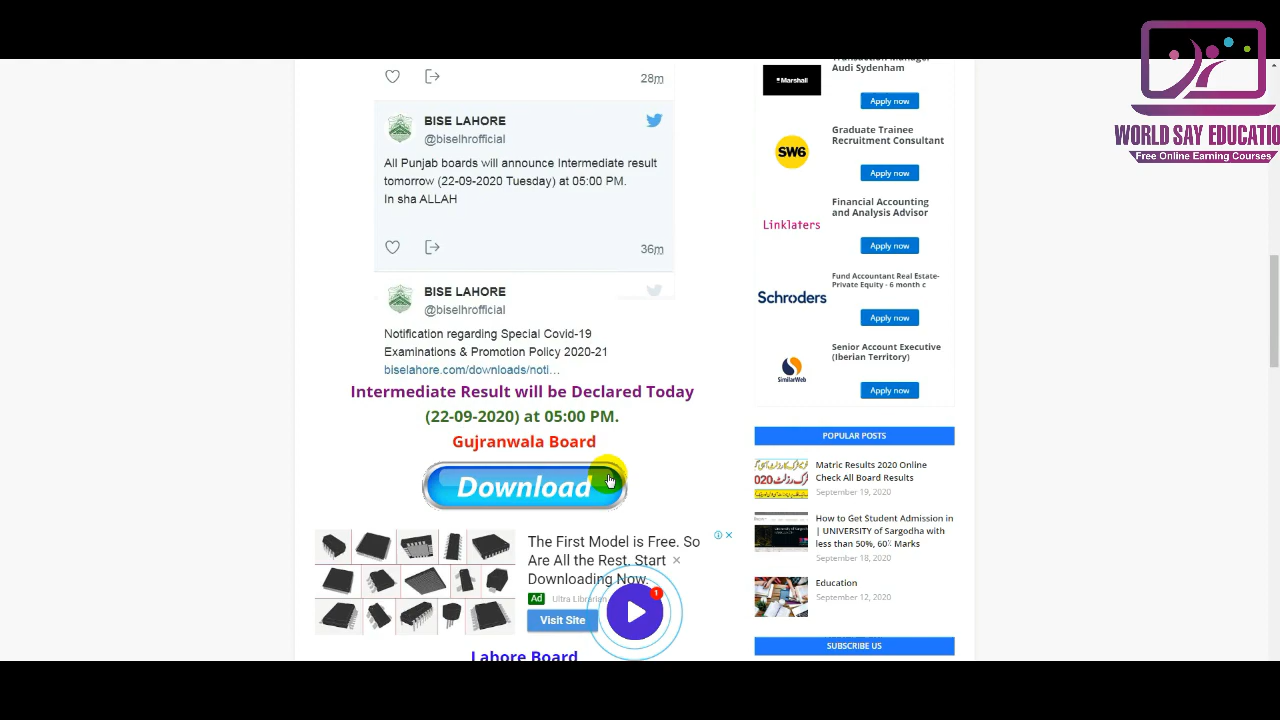 28m
BISE LAHORE
@biselhrofficial
All Punjab boards will announce Intermediate result
tomorrow (22-09-2020 Tuesday) at 05:00 PM.
In sha ALLAH
36m
BISE LAHORE
@biselhrofficial
Notification regarding Special Covid-19
Examinations & Promotion Policy 2020-21
biselahore.com/downloads/noti...
Intermediate Result will be Declared Today
(22-09-2020) at 05:00 PM.
Gujranwala Board
Download
The First Model is Free. So
Are All the Rest. Start
Downloading Now.
Ad Ultra Librarian
Visit Site
1
Lahore Board
Marshall
Transaction Manager
Audi Sydenham
Apply now
SW6
Graduate Trainee
Recruitment Consultant
Apply now
Linklaters
Financial Accounting
and Analysis Advisor
Apply now
Schroders
Fund Accountant Real Estate-
Private Equity - 6 month c
Apply now
SimilarWeb
Senior Account Executive
(Iberian Territory)
Apply now
POPULAR POSTS
Matric Results 2020 Online
Check All Board Results
September 19, 2020
How to Get Student Admission in
| UNIVERSITY of Sargodha with
less than 50%, 60% Marks
September 18, 2020
Education
September 12, 2020
SUBSCRIBE US
WORLD SAY EDUCATIO
Free Online Earning Courses